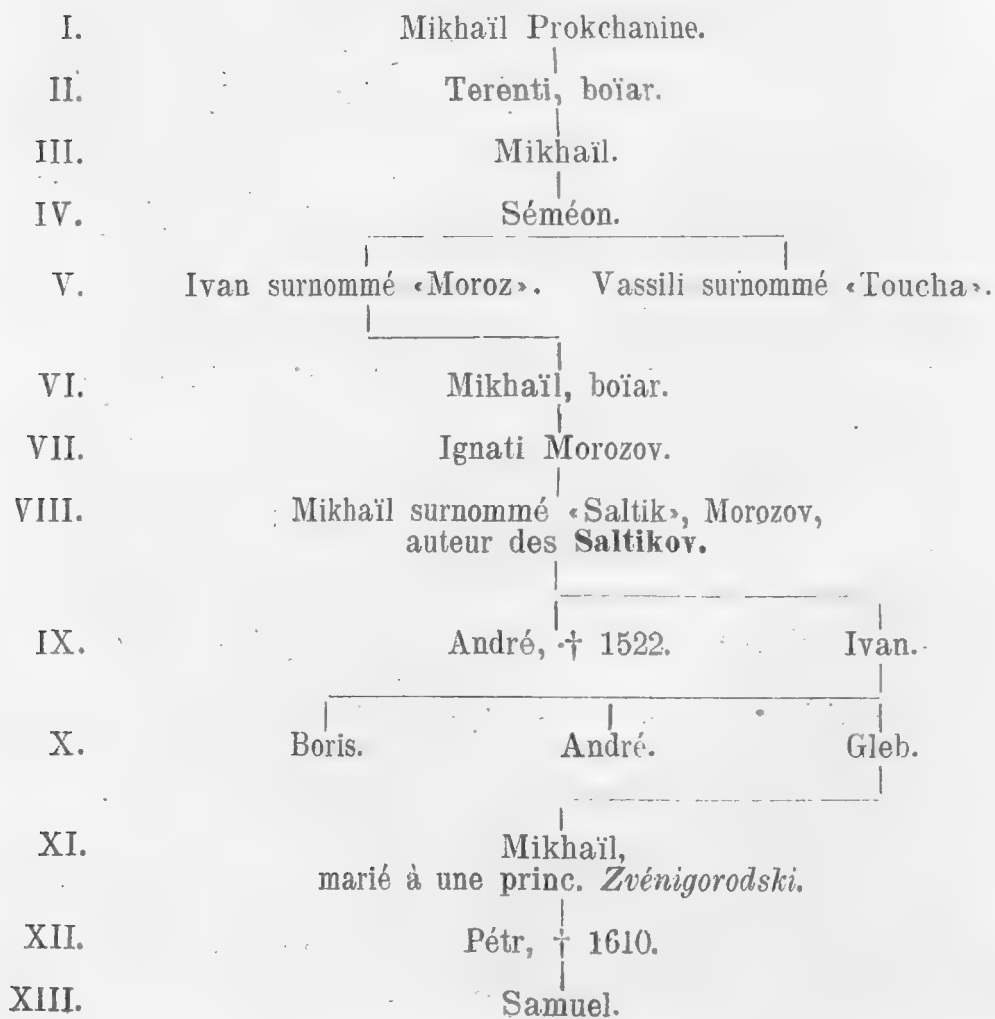 I. Mikhaïl Prokchanine.
II. Terenti, boïar.
III. Mikhaïl.
IV. Séméon.
V. Ivan surnommé «Moroz». Vassili surnommé «Toucha».
VI. Mikhaïl, boïar.
VII. Ignati Morozov.
VIII. Mikhaïl surnommé «Saltik», Morozov,
auteur des Saltikov.
IX. André, † 1522. Ivan.
X. Boris. André. Gleb.
XI. Mikhaïl,
marié à une princ. Zvénigorodski.
XII. Pétr, † 1610.
XIII. Samuel.